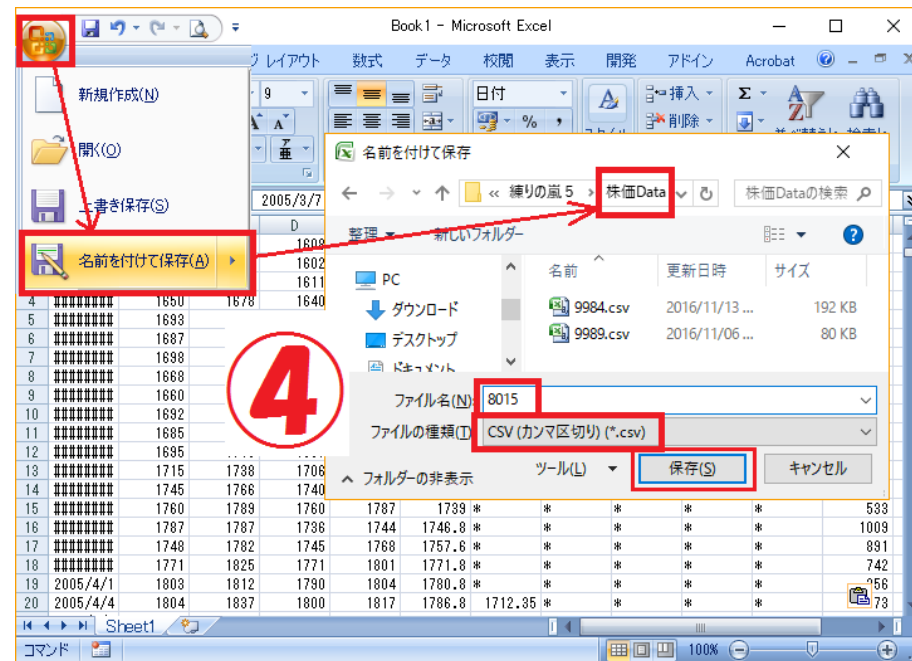 Book1 - Microsoft Excel
レイアウト 数式 データ 校閲 表示 開発 アドイン Acrobat
新規作成(N)
開く(O)
上書き保存(S)
名前を付けて保存(A)
9 日付 挿入 Σ
% , 削除
2005/3/7
名前を付けて保存
« 練りの嵐5 › 株価Data 株価Dataの検索
整理 新しいフォルダー
PC
ダウンロード
デスクトップ
ドキュメント
名前 更新日時 サイズ
9984.csv 2016/11/13 ... 192 KB
9989.csv 2016/11/06 ... 80 KB
ファイル名(N): 8015
ファイルの種類(T): CSV (カンマ区切り) (*.csv)
フォルダーの非表示 ツール(L) 保存(S) キャンセル
④
D
1608
1602
1611
4 ######## 1650 1678 1640
5 ######## 1693
6 ######## 1687
7 ######## 1698
8 ######## 1668
9 ######## 1660
10 ######## 1692
11 ######## 1685
12 ######## 1695
13 ######## 1715 1738 1706
14 ######## 1745 1766 1740
15 ######## 1760 1789 1760 1787 1739 * * * * * 533
16 ######## 1787 1787 1736 1744 1746.8 * * * * * 1009
17 ######## 1748 1782 1745 1768 1757.6 * * * * * 891
18 ######## 1771 1825 1771 1801 1771.8 * * * * * 742
19 2005/4/1 1803 1812 1790 1804 1780.8 * * * * * 356
20 2005/4/4 1804 1837 1800 1817 1786.8 1712.35 * * * * 73
Sheet1
コマンド 100%